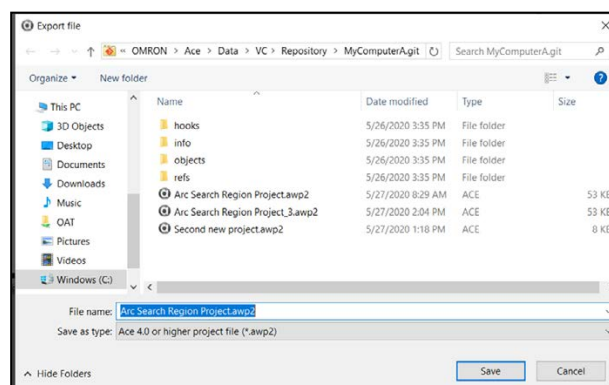 Export file
« OMRON > Ace > Data > VC > Repository > MyComputerA.git
Search MyComputerA.git
Organize
New folder
Name
Date modified
Type
Size
This PC
3D Objects
Desktop
Documents
Downloads
Music
OAT
Pictures
Videos
Windows (C:)
hooks 5/26/2020 3:35 PM File folder
info 5/26/2020 3:35 PM File folder
objects 5/26/2020 3:35 PM File folder
refs 5/26/2020 3:35 PM File folder
Arc Search Region Project.awp2 5/27/2020 8:29 AM ACE 53 KB
Arc Search Region Project_3.awp2 5/27/2020 2:04 PM ACE 53 KB
Second new project.awp2 5/27/2020 1:18 PM ACE 8 KB
File name: Arc Search Region Project.awp2
Save as type: Ace 4.0 or higher project file (*.awp2)
Hide Folders
Save
Cancel